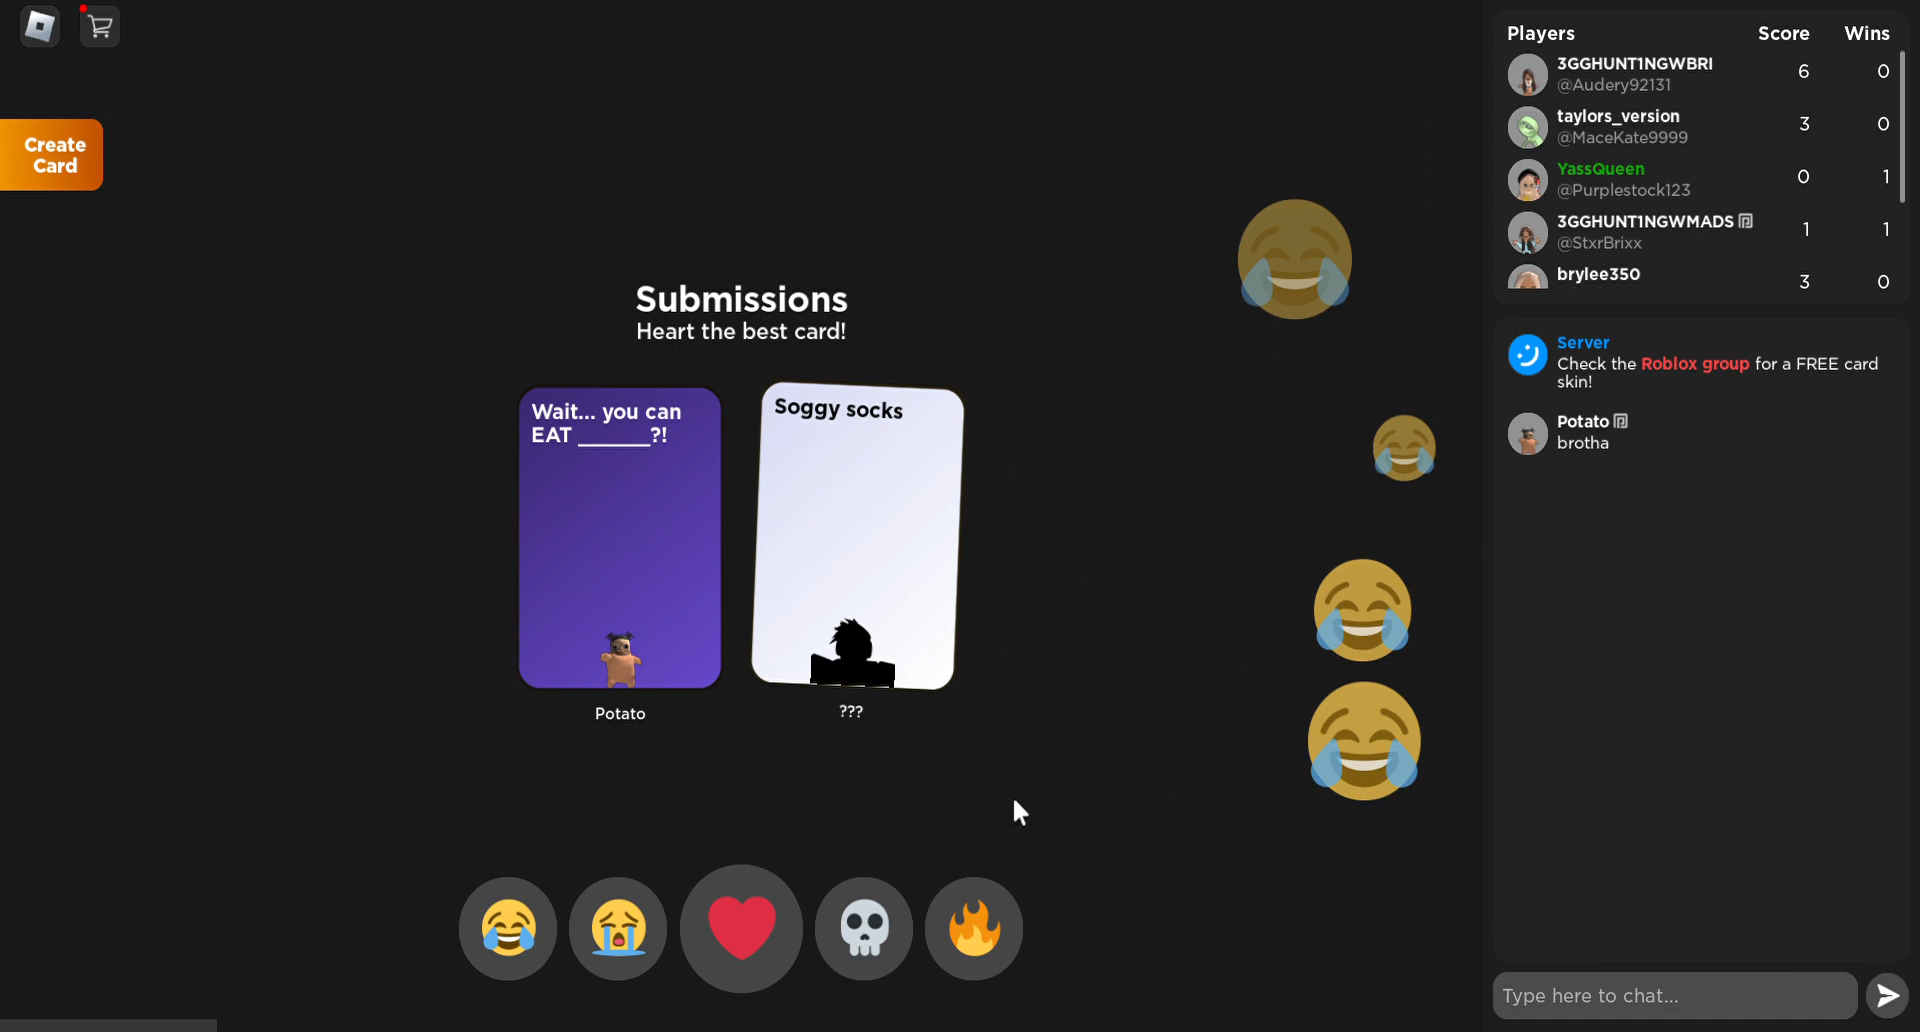 Create
Card
Submissions
Heart the best card!
Wait... you can
EAT ______?!
Potato
Soggy socks
???
Players Score Wins
3GGHUNT1NGWBRI 6 0
@Audery92131
taylors_version 3 0
@MaceKate9999
YassQueen 0 1
@Purplestock123
3GGHUNT1NGWMADS 1 1
@StxrBrixx
brylee350 3 0
Server
Check the Roblox group for a FREE card
skin!
Potato
brotha
Type here to chat...